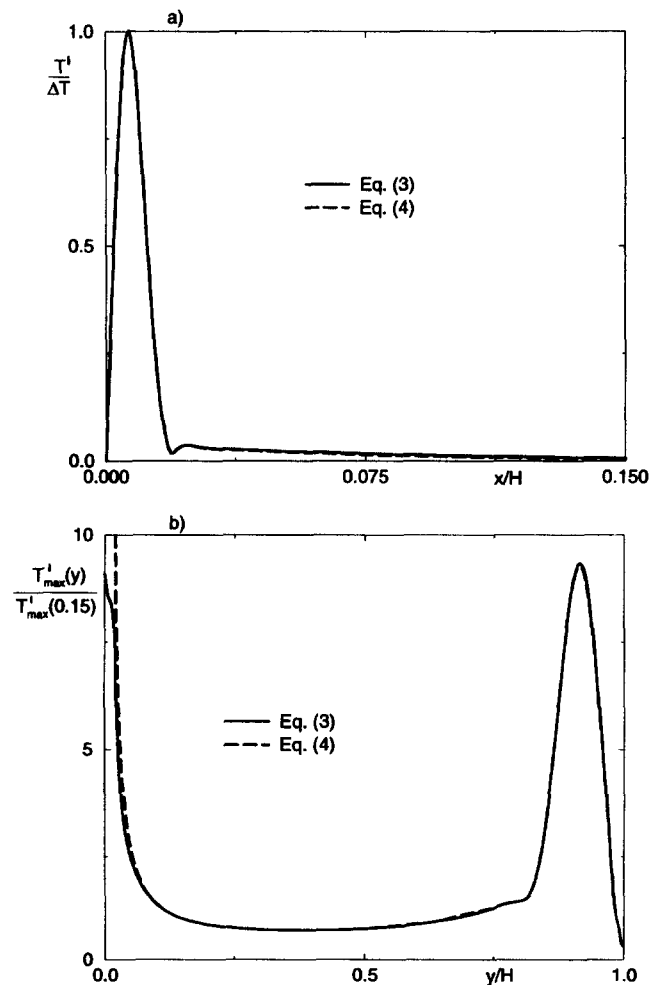 a)
1.0
T'
ΔT
Eq. (3)
Eq. (4)
0.5
0.0
0.000
0.075
x/H
0.150
b)
10
T'max(y)
T'max(0.15)
Eq. (3)
Eq. (4)
5
0
0.0
0.5
y/H
1.0